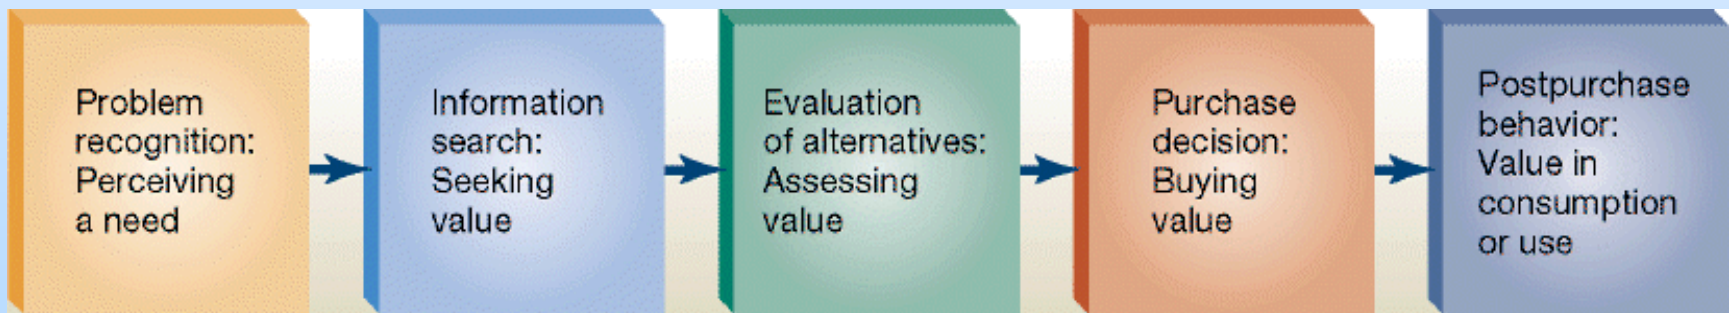 Problem
recognition:
Perceiving
a need
Information
search:
Seeking
value
Evaluation
of alternatives:
Assessing
value
Purchase
decision:
Buying
value
Postpurchase
behavior:
Value in
consumption
or use